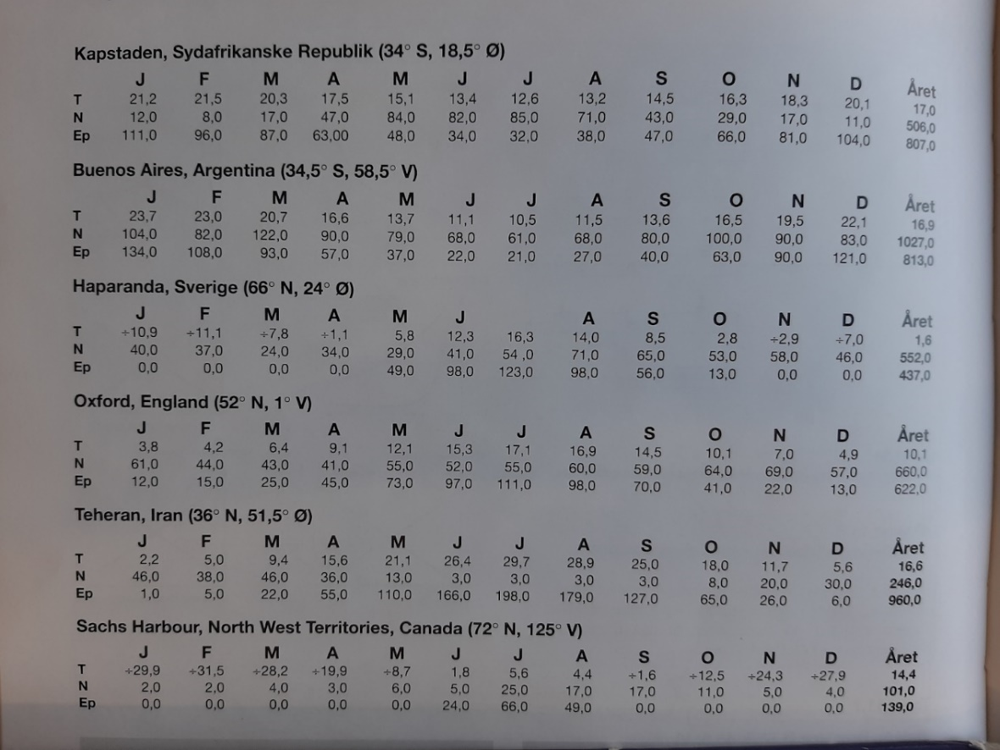 Kapstaden, Sydafrikanske Republik (34° S, 18,5° Ø)
J F M A M J J A S O N D Året
T 21,2 21,5 20,3 17,5 15,1 13,4 12,6 13,2 14,5 16,3 18,3 20,1 17,0
N 12,0 8,0 17,0 47,0 84,0 82,0 85,0 71,0 43,0 29,0 17,0 11,0 506,0
Ep 111,0 96,0 87,0 63,00 48,0 34,0 32,0 38,0 47,0 66,0 81,0 104,0 807,0
Buenos Aires, Argentina (34,5° S, 58,5° V)
J F M A M J J A S O N D Året
T 23,7 23,0 20,7 16,6 13,7 11,1 10,5 11,5 13,6 16,5 19,5 22,1 16,9
N 104,0 82,0 122,0 90,0 79,0 68,0 61,0 68,0 80,0 100,0 90,0 83,0 1027,0
Ep 134,0 108,0 93,0 57,0 37,0 22,0 21,0 27,0 40,0 63,0 90,0 121,0 813,0
Haparanda, Sverige (66° N, 24° Ø)
J F M A M J A S O N D Året
T ÷10,9 ÷11,1 ÷7,8 ÷1,1 5,8 12,3 16,3 14,0 8,5 2,8 ÷2,9 ÷7,0 1,6
N 40,0 37,0 24,0 34,0 29,0 41,0 54 ,0 71,0 65,0 53,0 58,0 46,0 552,0
Ep 0,0 0,0 0,0 0,0 49,0 98,0 123,0 98,0 56,0 13,0 0,0 0,0 437,0
Oxford, England (52° N, 1° V)
J F M A M J J A S O N D Året
T 3,8 4,2 6,4 9,1 12,1 15,3 17,1 16,9 14,5 10,1 7,0 4,9 10,1
N 61,0 44,0 43,0 41,0 55,0 52,0 55,0 60,0 59,0 64,0 69,0 57,0 660,0
Ep 12,0 15,0 25,0 45,0 73,0 97,0 111,0 98,0 70,0 41,0 22,0 13,0 622,0
Teheran, Iran (36° N, 51,5° Ø)
J F M A M J J A S O N D Året
T 2,2 5,0 9,4 15,6 21,1 26,4 29,7 28,9 25,0 18,0 11,7 5,6 16,6
N 46,0 38,0 46,0 36,0 13,0 3,0 3,0 3,0 3,0 8,0 20,0 30,0 246,0
Ep 1,0 5,0 22,0 55,0 110,0 166,0 198,0 179,0 127,0 65,0 26,0 6,0 960,0
Sachs Harbour, North West Territories, Canada (72° N, 125° V)
J F M A M J J A S O N D Året
T ÷29,9 ÷31,5 ÷28,2 ÷19,9 ÷8,7 1,8 5,6 4,4 ÷1,6 ÷12,5 ÷24,3 ÷27,9 14,4
N 2,0 2,0 4,0 3,0 6,0 5,0 25,0 17,0 17,0 11,0 5,0 4,0 101,0
Ep 0,0 0,0 0,0 0,0 0,0 24,0 66,0 49,0 0,0 0,0 0,0 0,0 139,0